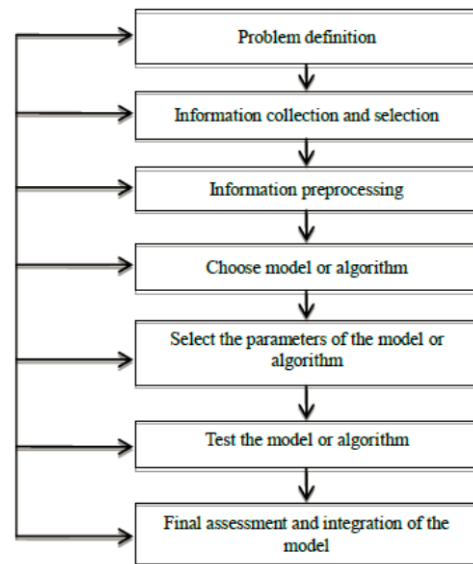 Problem definition
Information collection and selection
Information preprocessing
Choose model or algorithm
Select the parameters of the model or
algorithm
Test the model or algorithm
Final assessment and integration of the
model